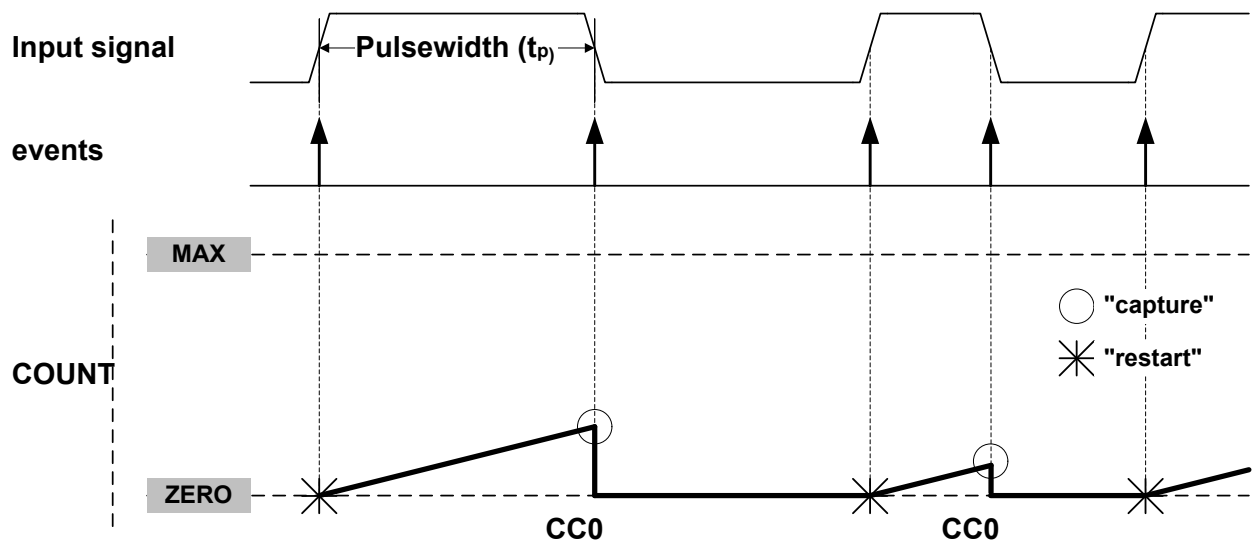 Input signal
Pulsewidth (tp)
events
MAX
"capture"
"restart"
COUNT
ZERO
CC0
CC0